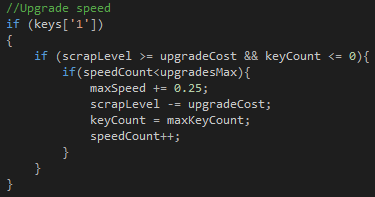 //Upgrade speed
if (keys['1'])
{
    if (scrapLevel >= upgradeCost && keyCount <= 0){
        if(speedCount<upgradesMax){
            maxSpeed += 0.25;
            scrapLevel -= upgradeCost;
            keyCount = maxKeyCount;
            speedCount++;
        }
    }
}